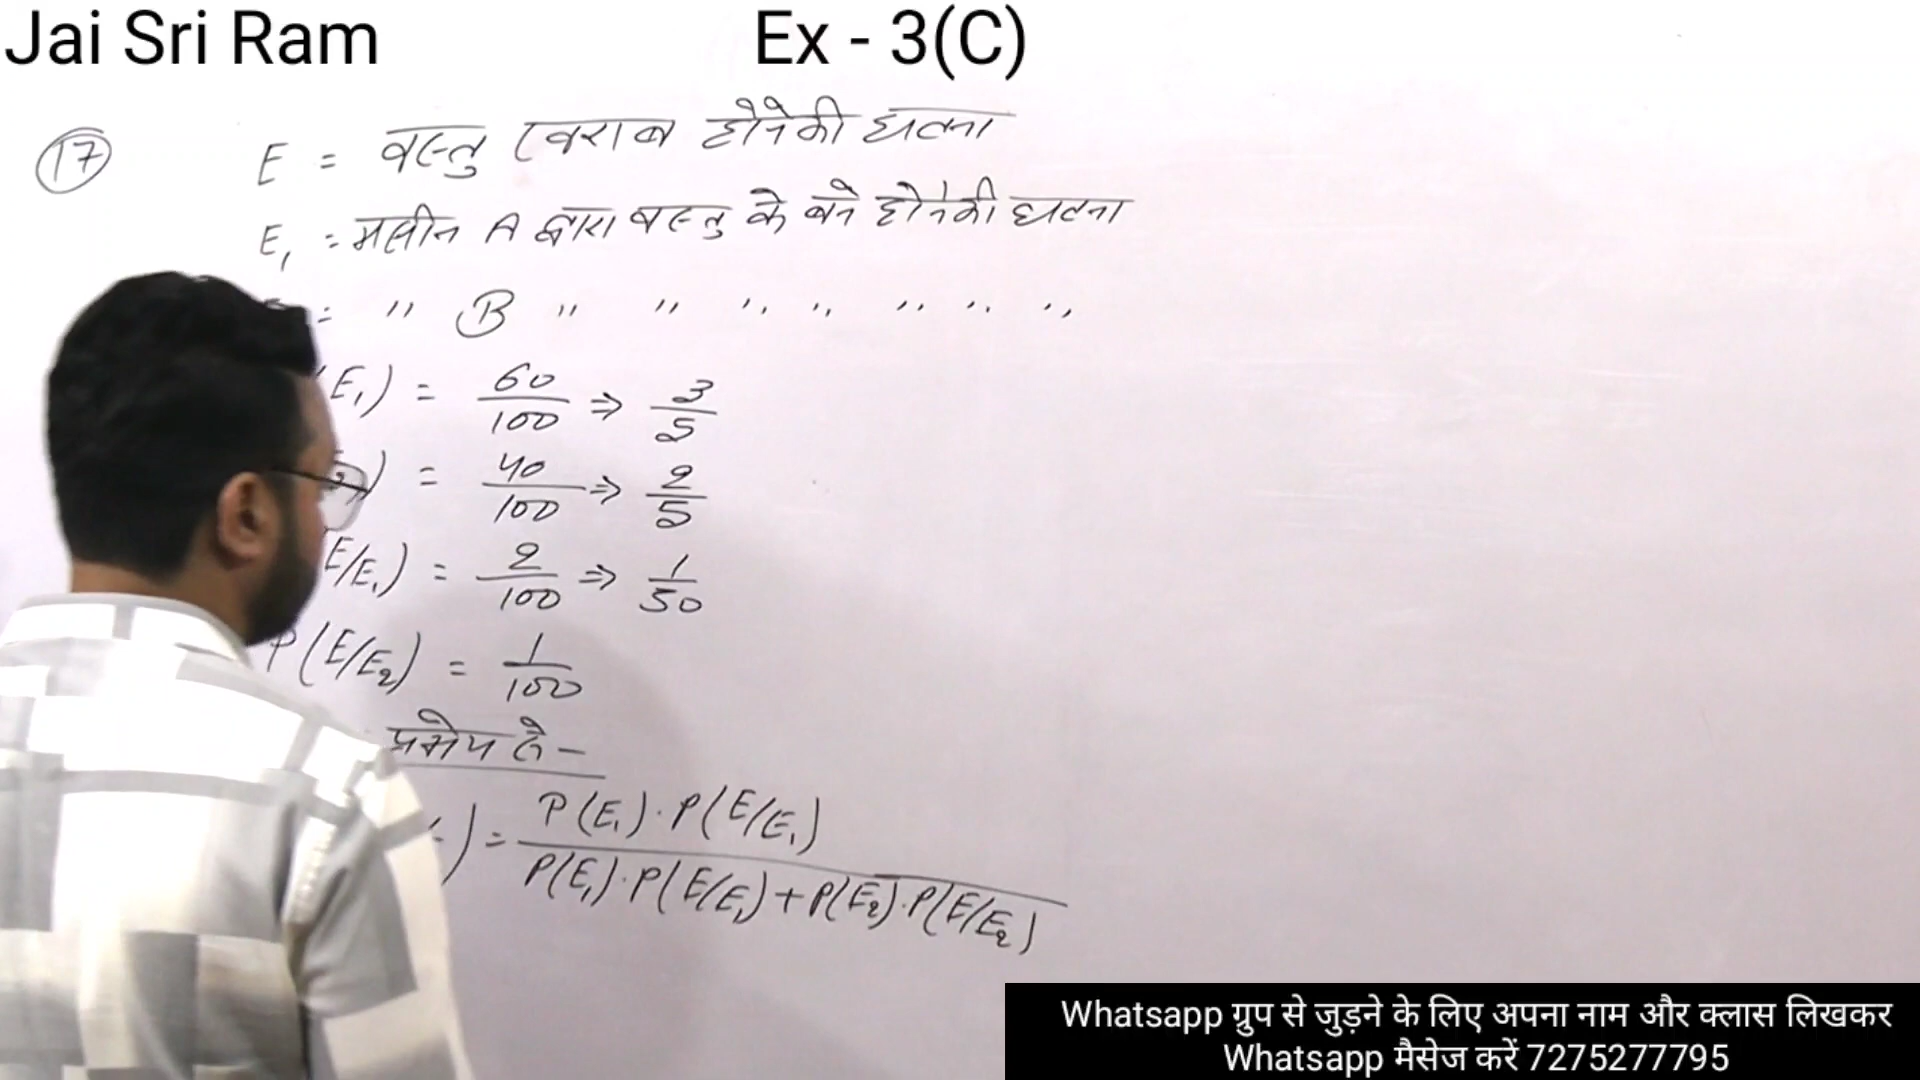 Jai Sri Ram Ex - 3(C)
(17) E = वस्तु खराब होने की घटना
E₁ = मशीन A द्वारा वस्तु के बने होने की घटना
= " B " " " " " " "
E₁) = 60/100 ⇒ 3/5
) = 40/100 ⇒ 2/5
E/E₁) = 2/100 ⇒ 1/50
P(E/E₂) = 1/100
प्रमेय से –
) = P(E₁)·P(E/E₁) / P(E₁)·P(E/E₁)+P(E₂)·P(E/E₂)
Whatsapp ग्रुप से जुड़ने के लिए अपना नाम और क्लास लिखकर
Whatsapp मैसेज करें 7275277795